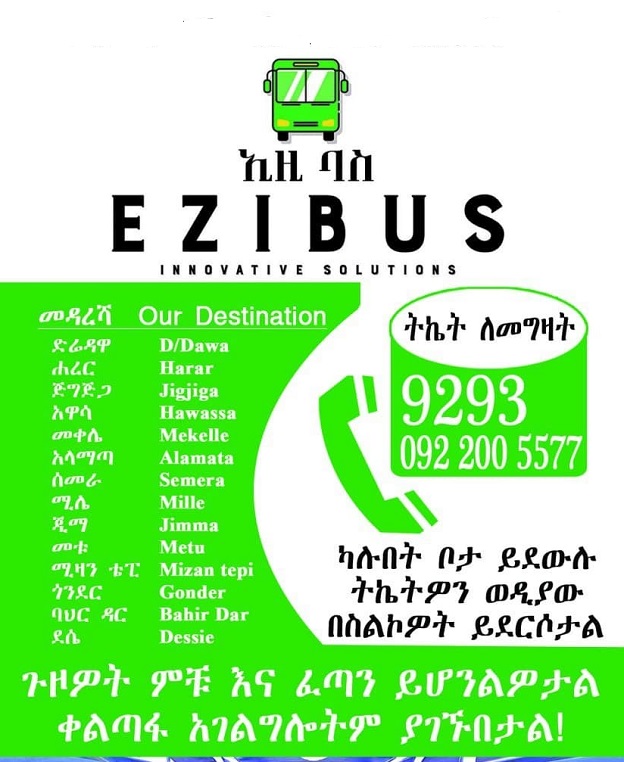 ኢዚ ባስ
EZIBUS
INNOVATIVE SOLUTIONS
መዳረሻ Our Destination
ድሬዳዋ D/Dawa
ሐረር Harar
ጅግጅጋ Jigjiga
አዋሳ Hawassa
መቀሌ Mekelle
አላማጣ Alamata
ሰመራ Semera
ሚሌ Mille
ጂማ Jimma
መቱ Metu
ሚዛን ቴፒ Mizan tepi
ጎንደር Gonder
ባህር ዳር Bahir Dar
ደሴ Dessie
ትኬት ለመግዛት
9293
092 200 5577
ካሉበት ቦታ ይደውሉ
ትኬትዎን ወዲያው
በስልኮዎት ይደርሶታል
ጉዞዎት ምቹ እና ፈጣን ይሆንልዎታል
ቀልጣፋ አገልግሎትም ያገኙበታል!